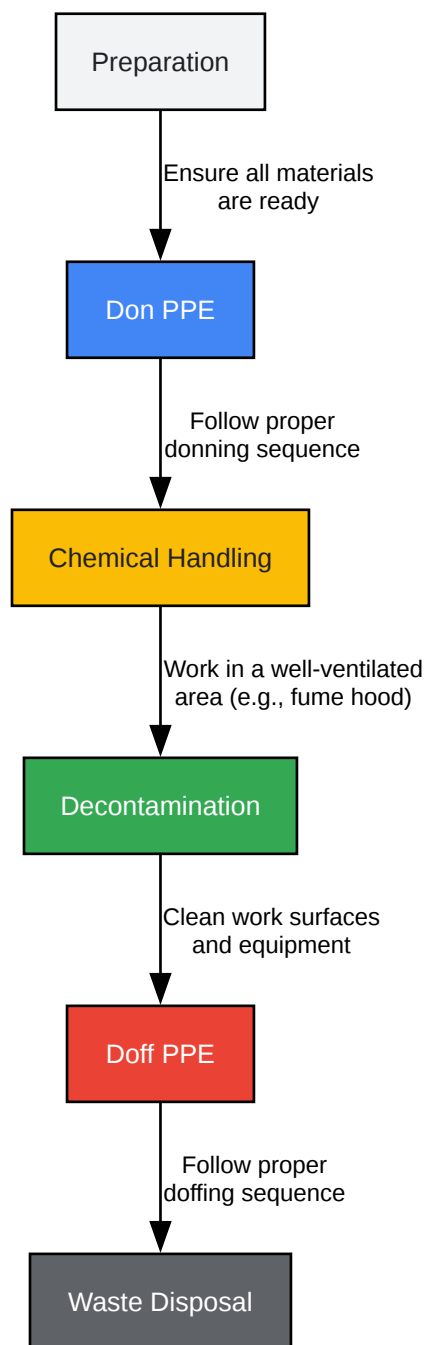 Preparation
Ensure all materials
are ready
Don PPE
Follow proper
donning sequence
Chemical Handling
Work in a well-ventilated
area (e.g., fume hood)
Decontamination
Clean work surfaces
and equipment
Doff PPE
Follow proper
doffing sequence
Waste Disposal